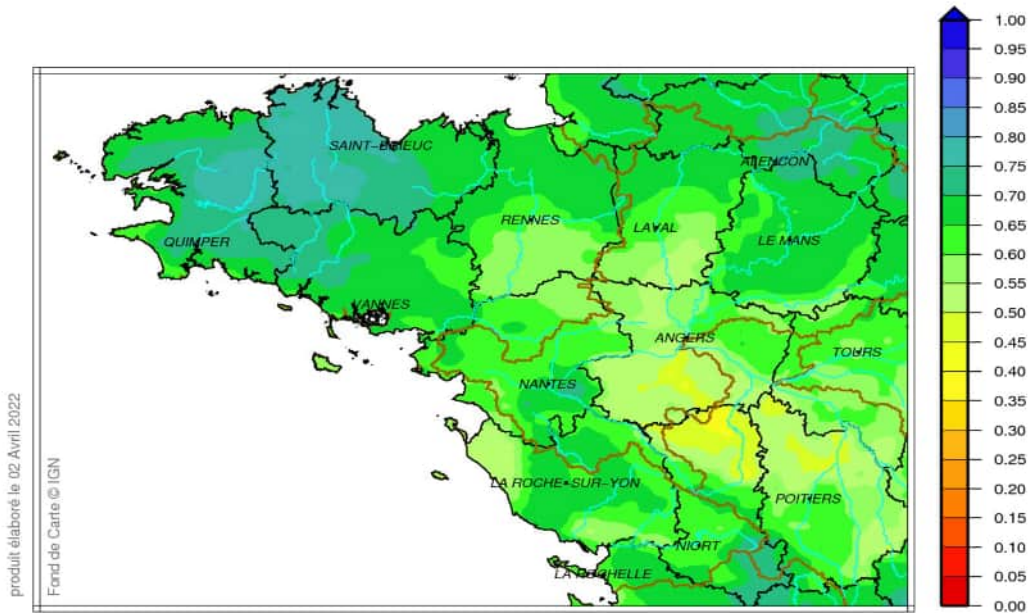 SAINT-BRIEUC
ALENCON
RENNES
LAVAL
LE MANS
QUIMPER
VANNES
ANGERS
TOURS
NANTES
LA ROCHE-SUR-YON
POITIERS
NIORT
LA ROCHELLE
1.00
0.95
0.90
0.85
0.80
0.75
0.70
0.65
0.60
0.55
0.50
0.45
0.40
0.35
0.30
0.25
0.20
0.15
0.10
0.05
0.00
produit élaboré le 02 Avril 2022
Fond de Carte © IGN